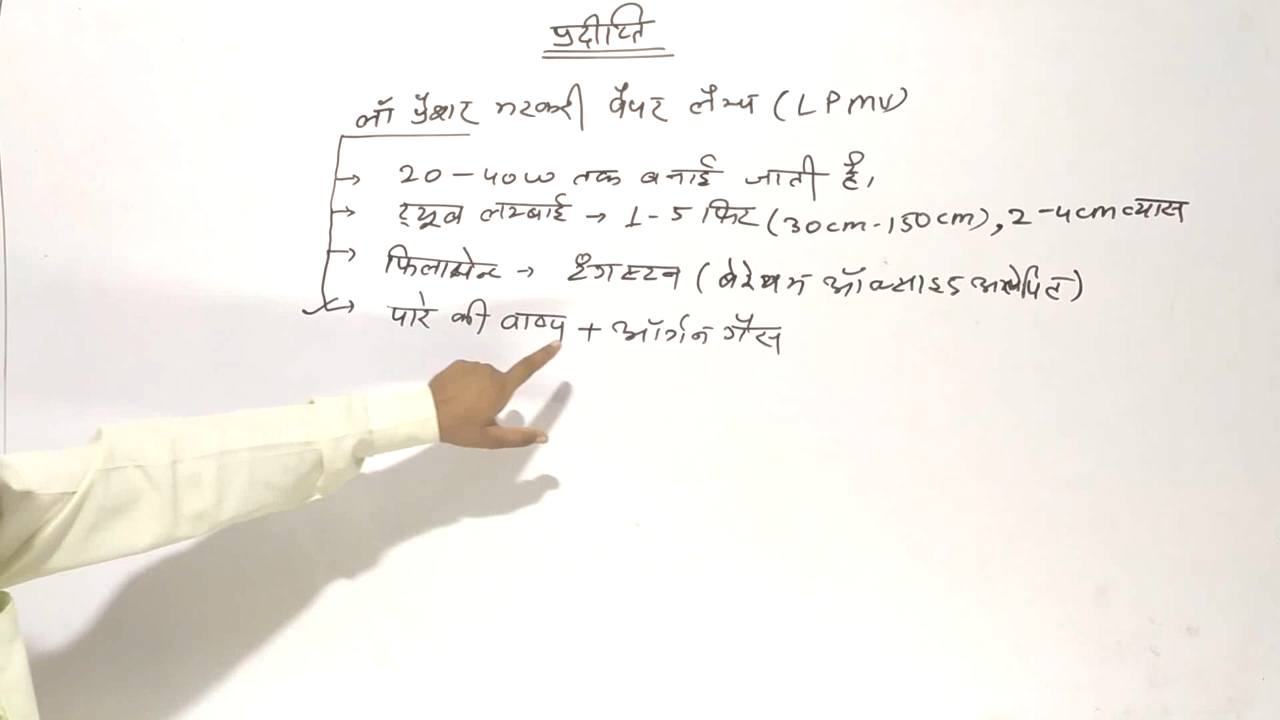 प्रदीप्ति
लॉ प्रेशर मरकरी वेपर लैम्प (LPMV)
→ 20-40W तक बनाई जाती है,
→ ट्यूब लम्बाई → 1-5 फिट (30cm-150cm), 2-4cm व्यास
→ फिलामेन्ट → टंगस्टन (बेरियम ऑक्साइड अलेपित)
→ पारे की वाष्प + ऑर्गन गैस